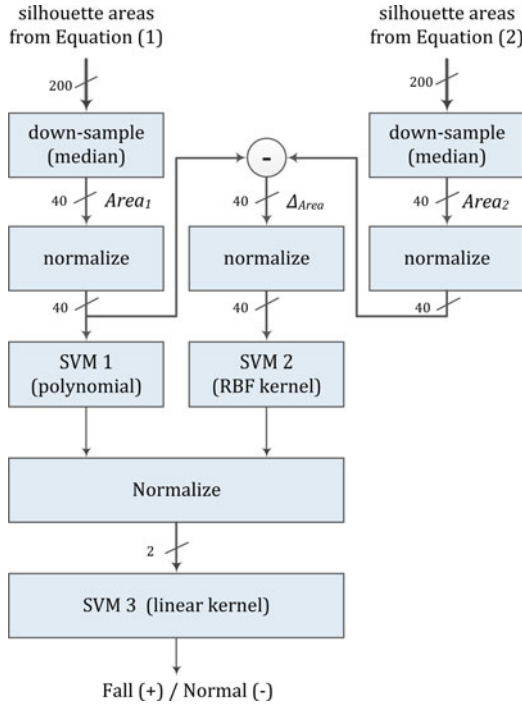 silhouette areas
from Equation (1)
silhouette areas
from Equation (2)
200
200
down-sample
(median)
-
down-sample
(median)
40
Area1
40
ΔArea
40
Area2
normalize
normalize
normalize
40
40
40
SVM 1
(polynomial)
SVM 2
(RBF kernel)
Normalize
2
SVM 3 (linear kernel)
Fall (+) / Normal (-)